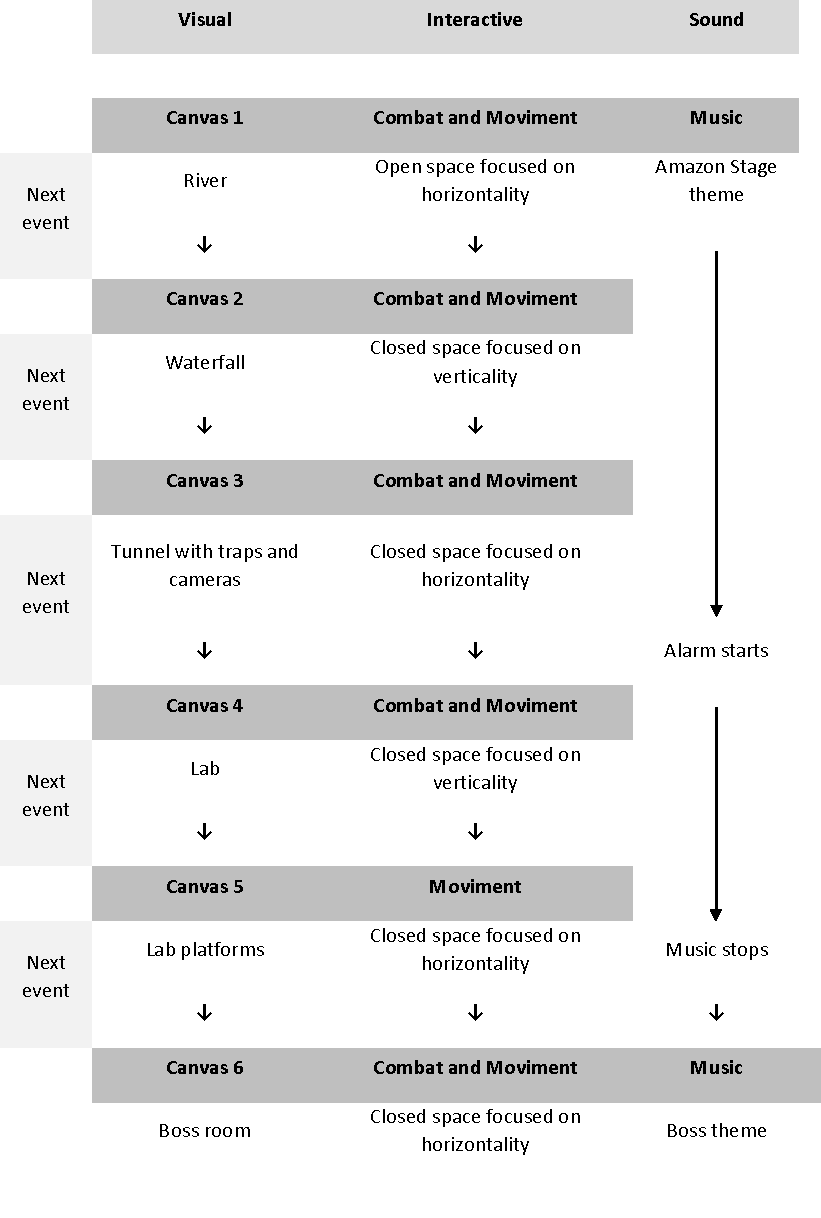 Visual Interactive Sound
Canvas 1 Combat and Moviment Music
Next
event
River
Open space focused on
horizontality
Amazon Stage
theme
Canvas 2 Combat and Moviment
Next
event
Waterfall
Closed space focused on
verticality
Canvas 3 Combat and Moviment
Next
event
Tunnel with traps and
cameras
Closed space focused on
horizontality
Alarm starts
Canvas 4 Combat and Moviment
Next
event
Lab
Closed space focused on
verticality
Canvas 5 Moviment
Next
event
Lab platforms
Closed space focused on
horizontality
Music stops
Canvas 6 Combat and Moviment Music
Boss room
Closed space focused on
horizontality
Boss theme